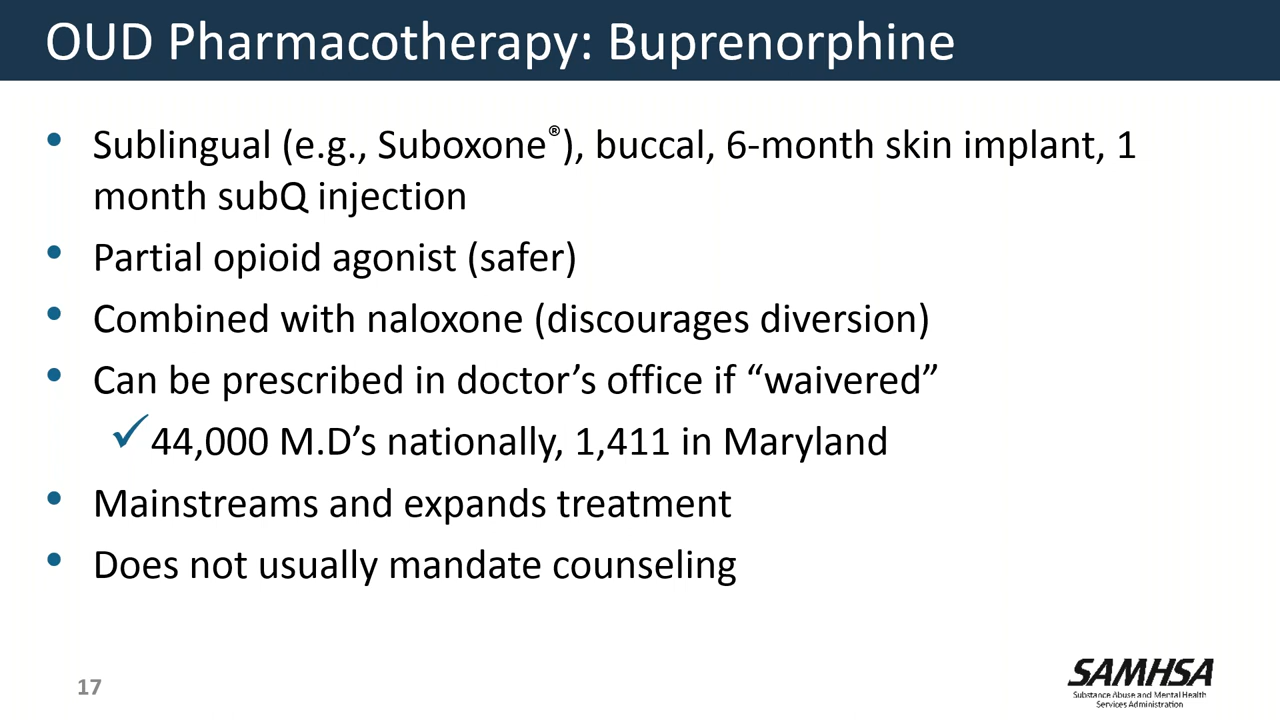 OUD Pharmacotherapy: Buprenorphine
• Sublingual (e.g., Suboxone®), buccal, 6-month skin implant, 1
month subQ injection
• Partial opioid agonist (safer)
• Combined with naloxone (discourages diversion)
• Can be prescribed in doctor’s office if “waivered”
✓44,000 M.D’s nationally, 1,411 in Maryland
• Mainstreams and expands treatment
• Does not usually mandate counseling
17
SAMHSA
Substance Abuse and Mental Health
Services Administration